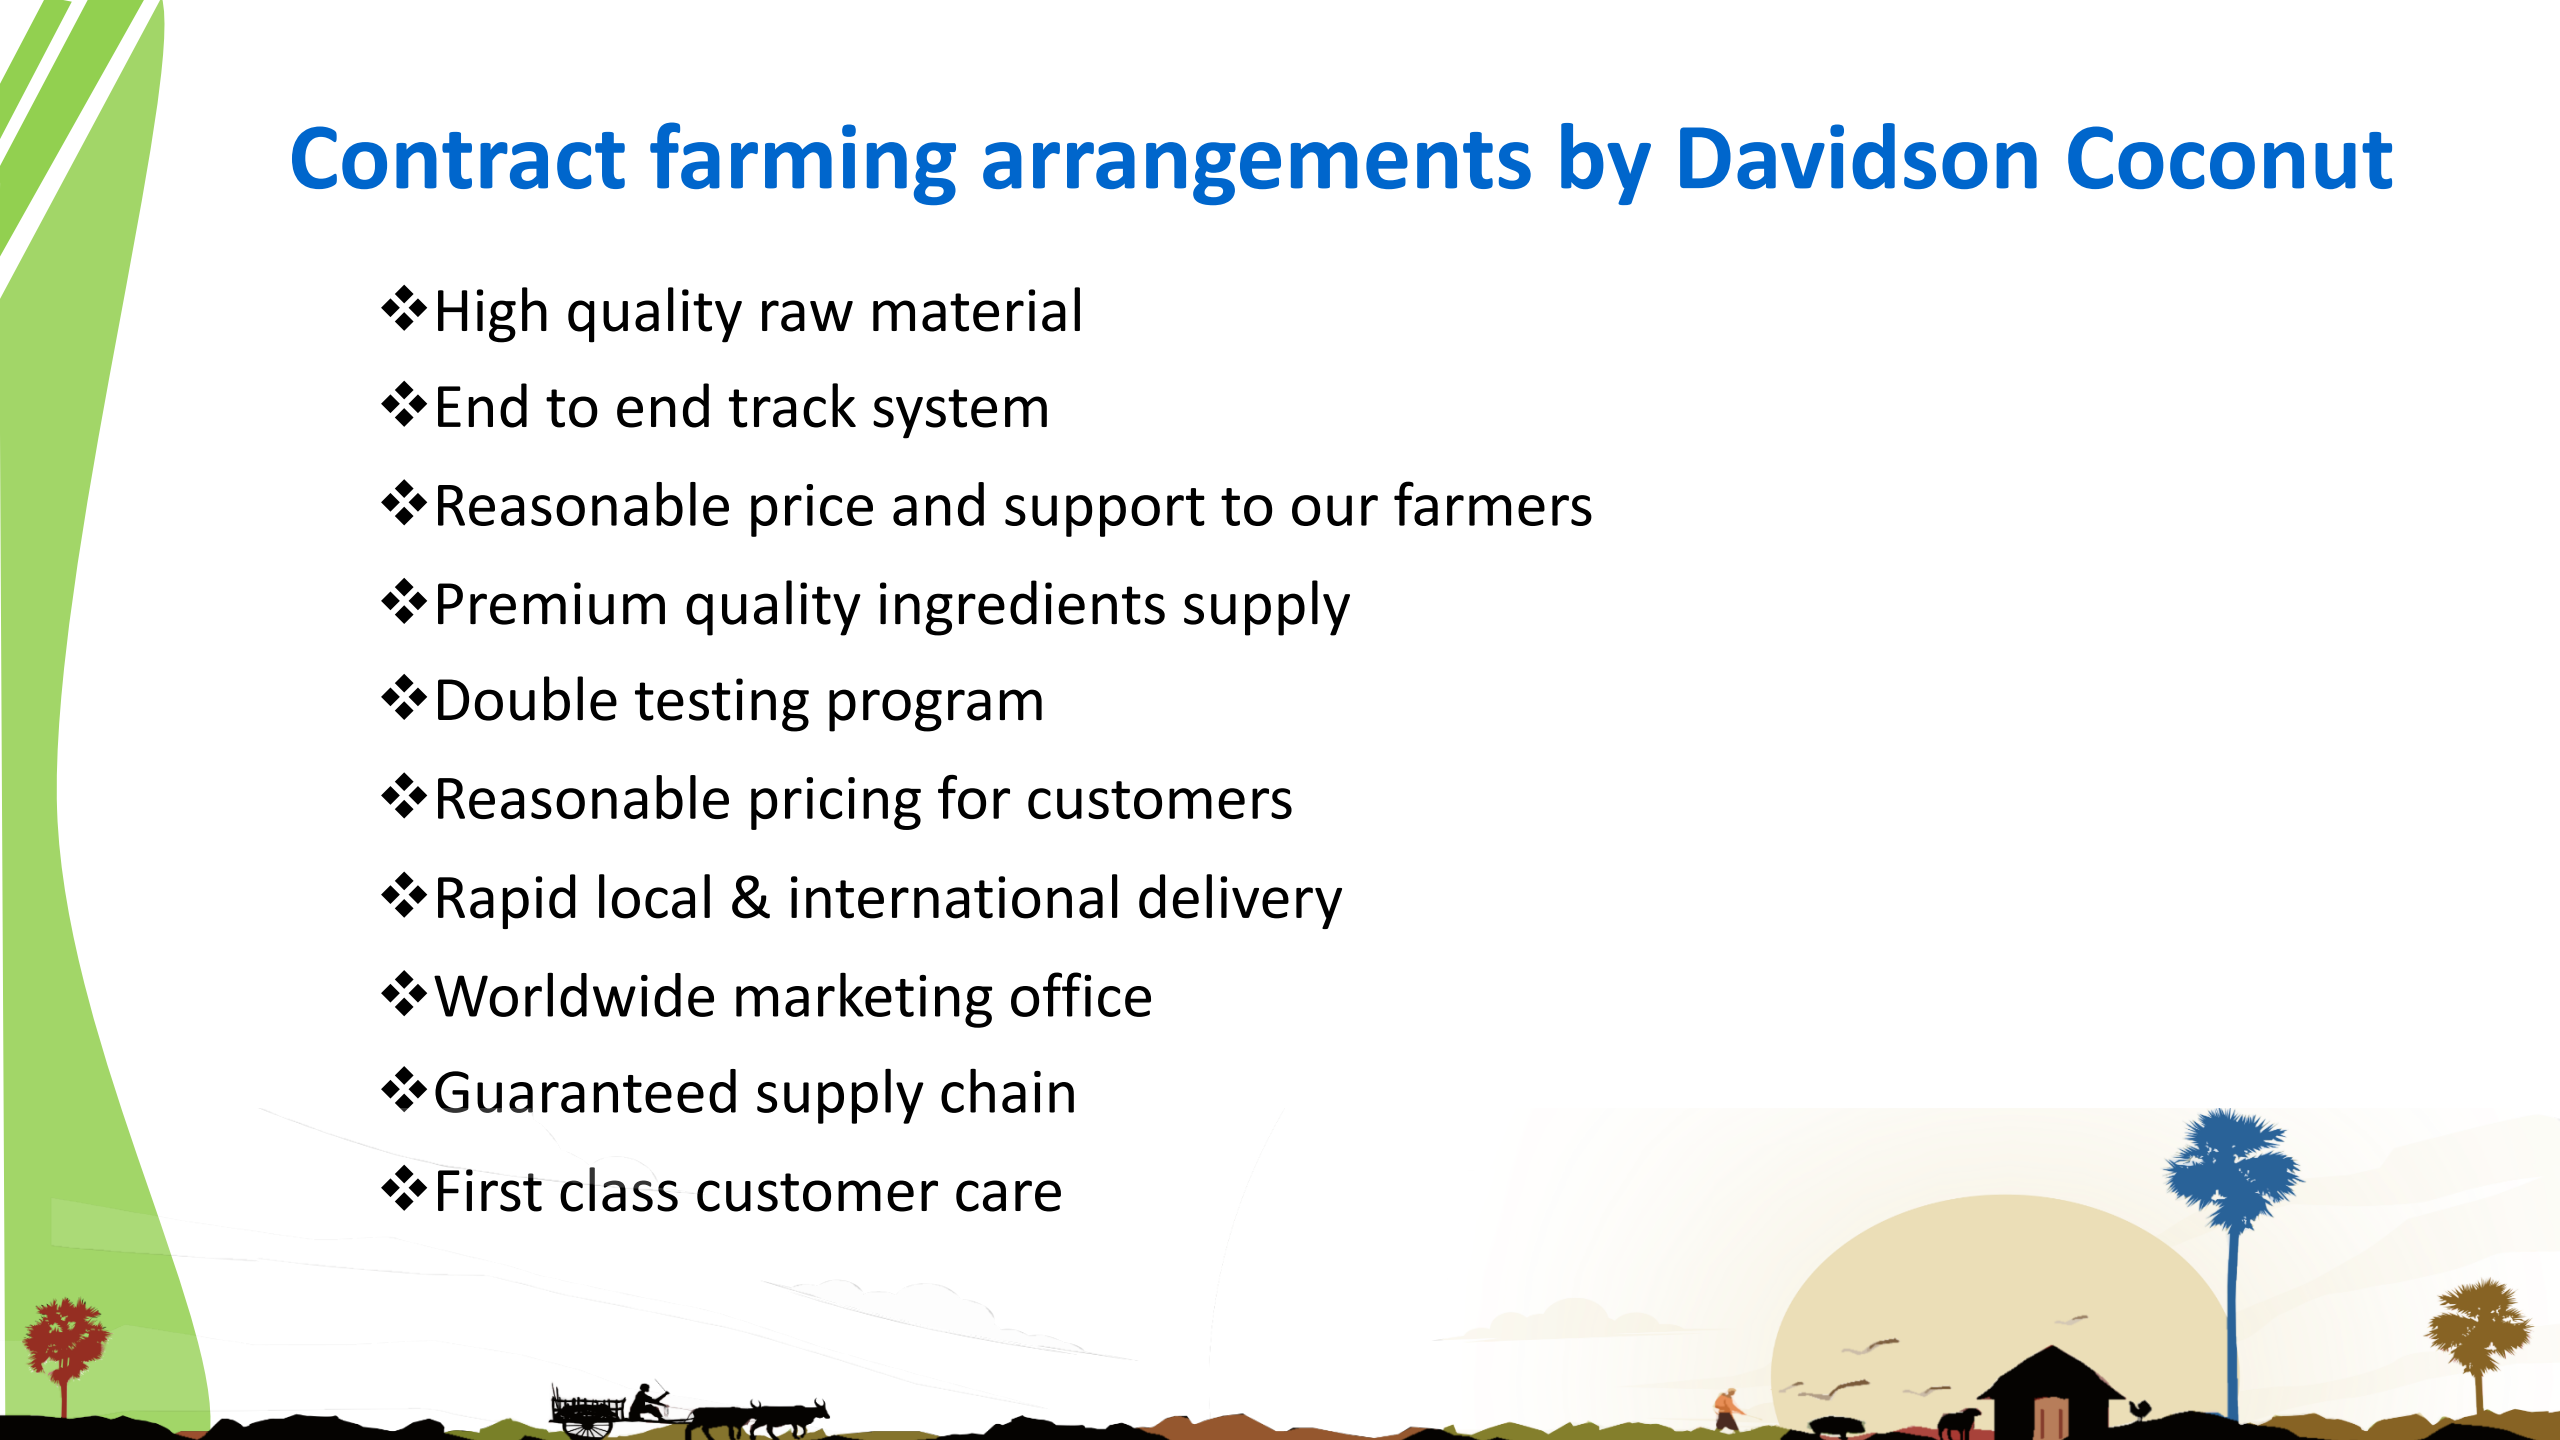 Contract farming arrangements by Davidson Coconut
❖High quality raw material
❖End to end track system
❖Reasonable price and support to our farmers
❖Premium quality ingredients supply
❖Double testing program
❖Reasonable pricing for customers
❖Rapid local & international delivery
❖Worldwide marketing office
❖Guaranteed supply chain
❖First class customer care